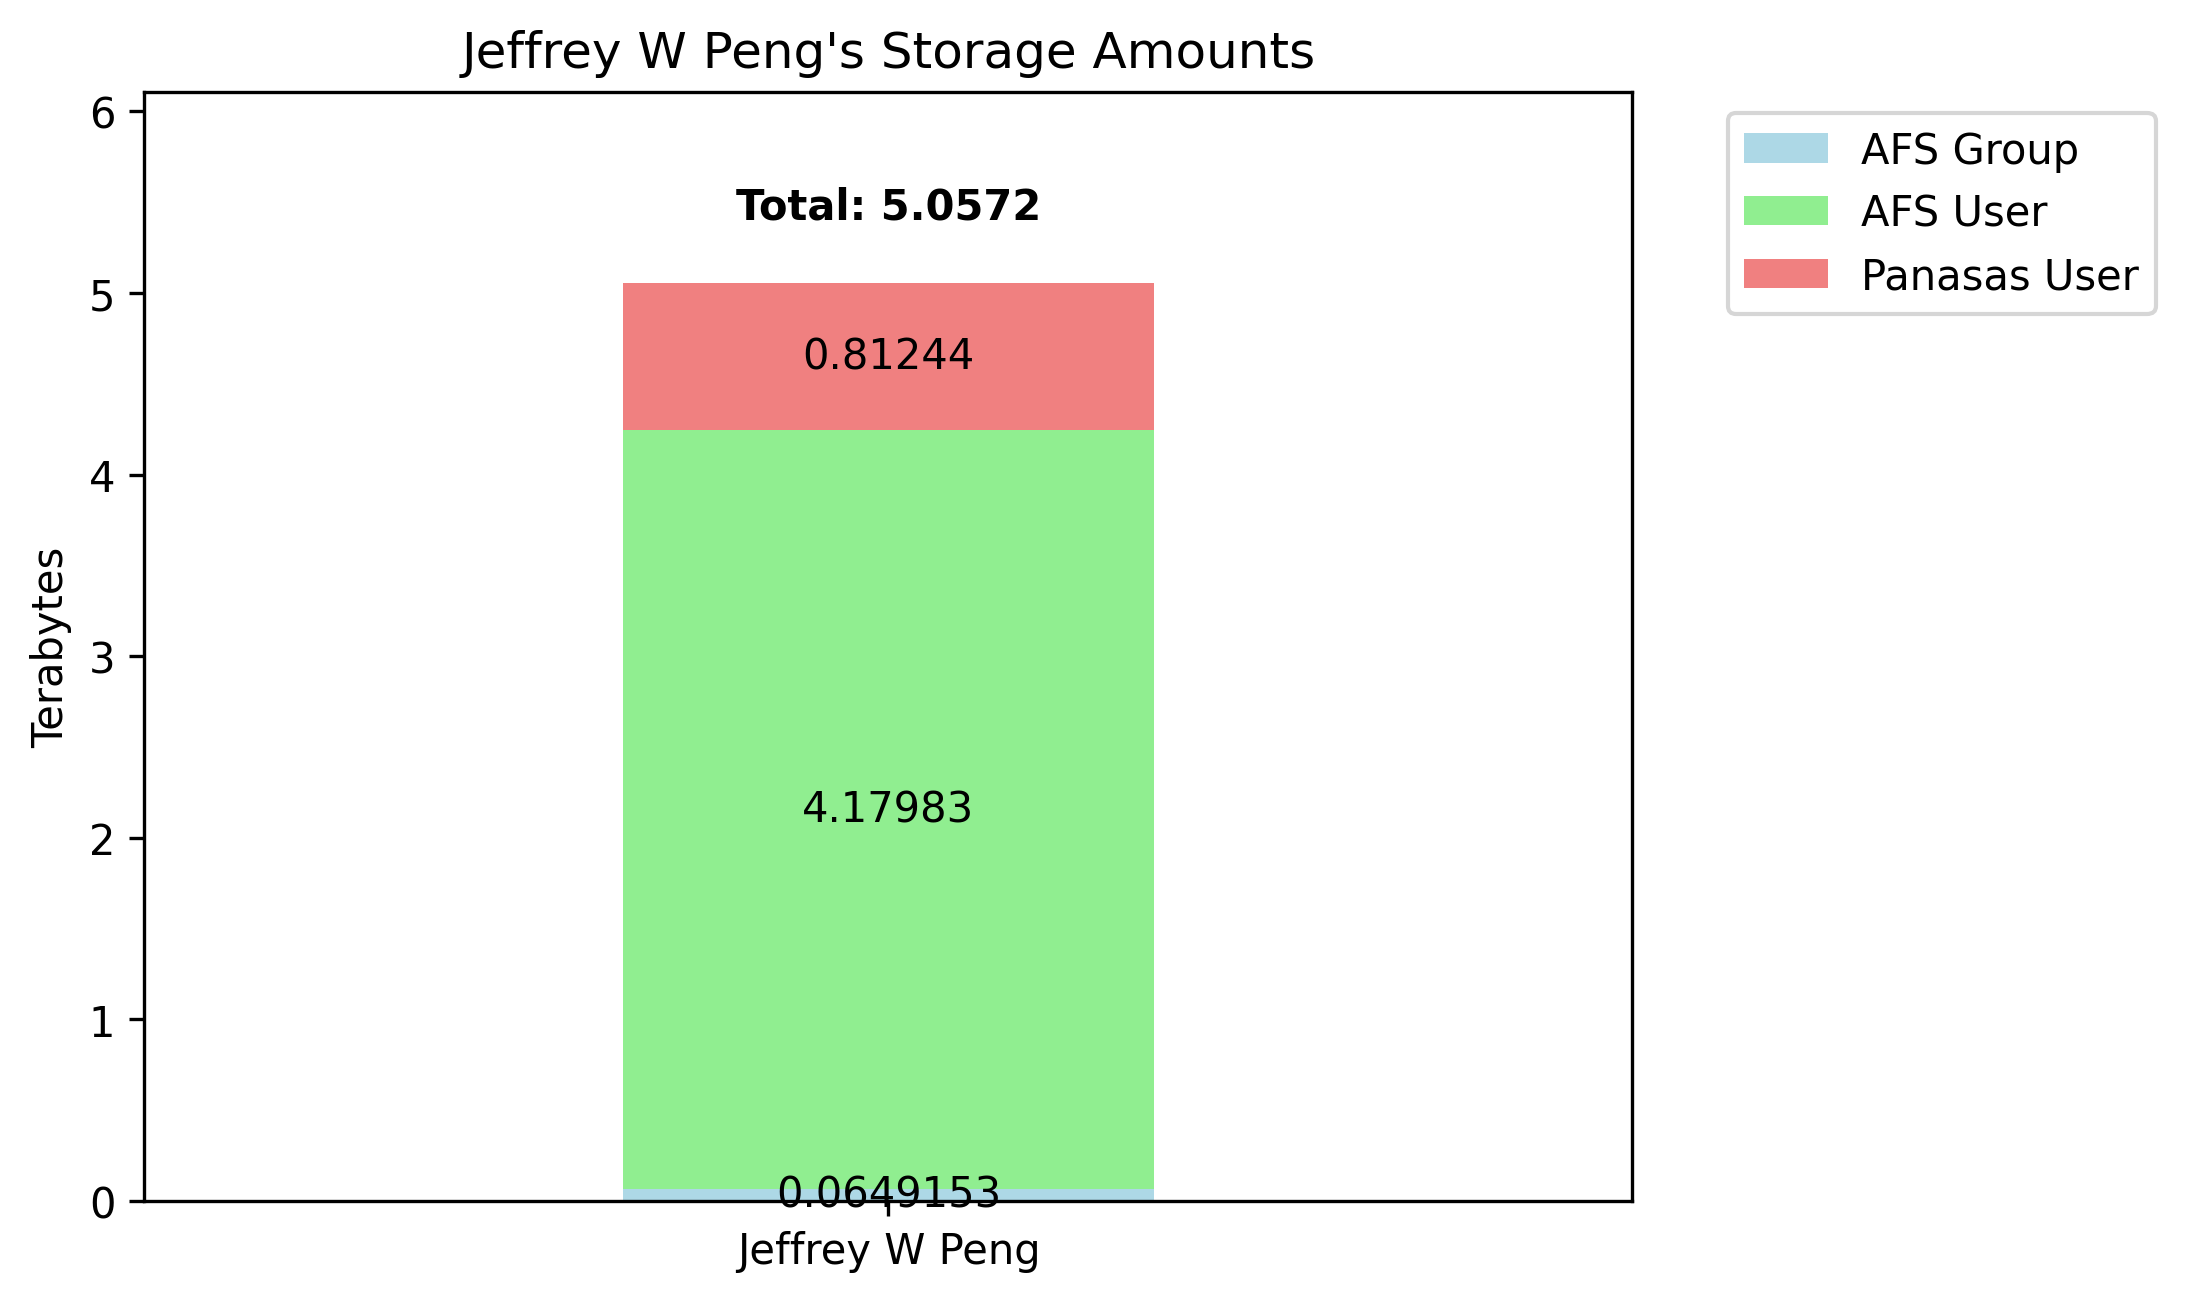 Jeffrey W Peng's Storage Amounts
6
5
4
3
2
1
0
Terabytes
Total: 5.0572
0.81244
4.17983
0.0649153
Jeffrey W Peng
AFS Group
AFS User
Panasas User